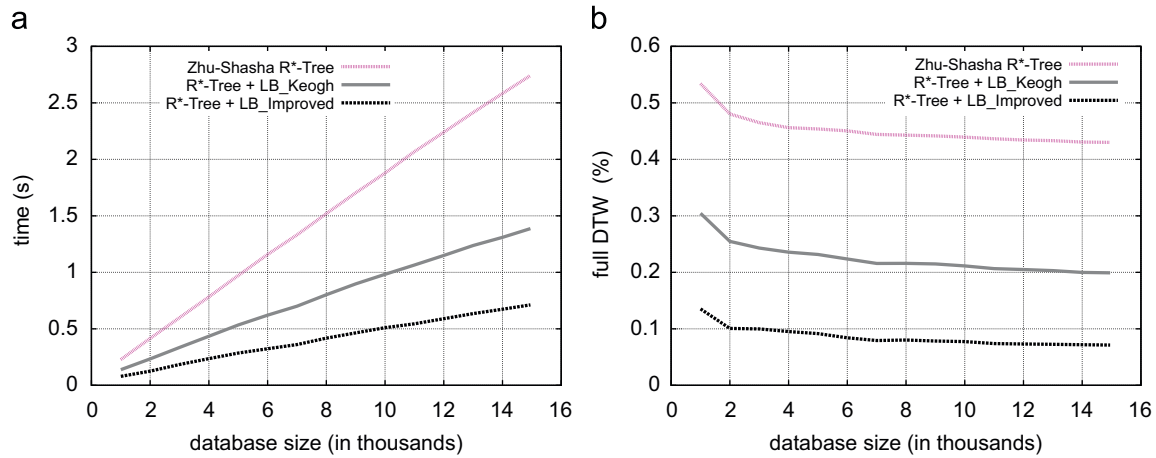 a
3
2.5
2
1.5
1
0.5
0
time (s)
Zhu-Shasha R*-Tree
R*-Tree + LB_Keogh
R*-Tree + LB_Improved
0 2 4 6 8 10 12 14 16
database size (in thousands)
b
0.6
0.5
0.4
0.3
0.2
0.1
0
full DTW (%)
Zhu-Shasha R*-Tree
R*-Tree + LB_Keogh
R*-Tree + LB_Improved
0 2 4 6 8 10 12 14 16
database size (in thousands)